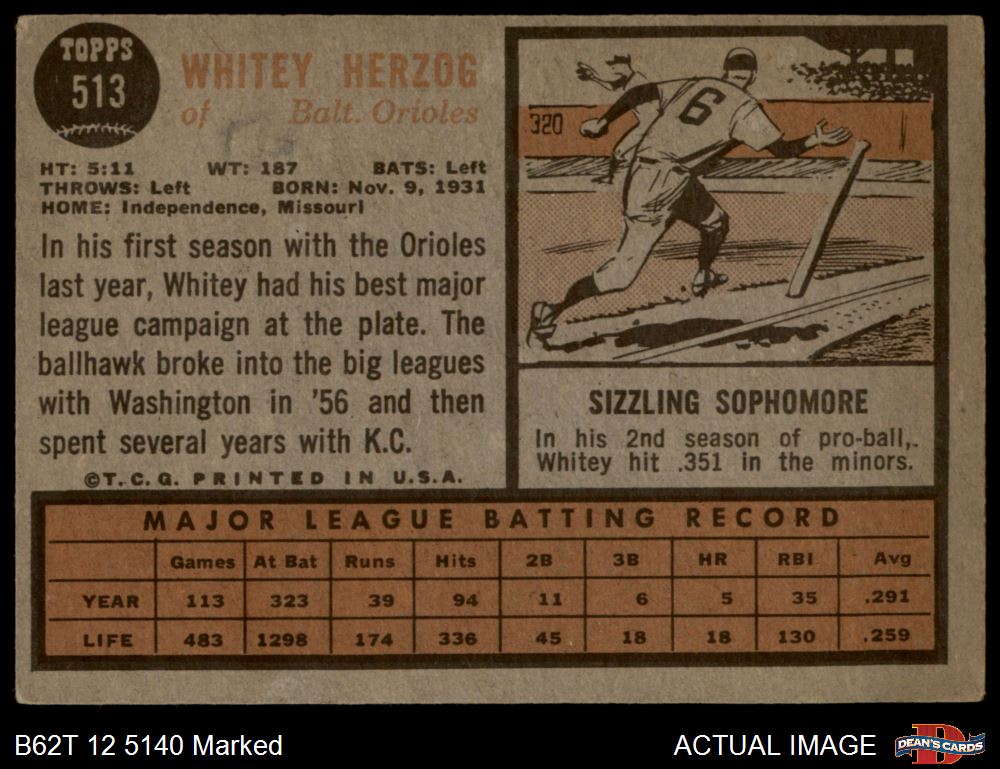 TOPPS
513
WHITEY HERZOG
of Balt. Orioles
HT: 5:11 WT: 187 BATS: Left
THROWS: Left BORN: Nov. 9, 1931
HOME: Independence, Missouri
In his first season with the Orioles
last year, Whitey had his best major
league campaign at the plate. The
ballhawk broke into the big leagues
with Washington in '56 and then
spent several years with K.C.
©T.C.G. PRINTED IN U.S.A.
320
6
SIZZLING SOPHOMORE
In his 2nd season of pro-ball,.
Whitey hit .351 in the minors.
MAJOR LEAGUE BATTING RECORD
Games At Bat Runs Hits 2B 3B HR RBI Avg
YEAR 113 323 39 94 11 6 5 35 .291
LIFE 483 1298 174 336 45 18 18 130 .259
B62T 12 5140 Marked
ACTUAL IMAGE
D
DEAN'S CARDS